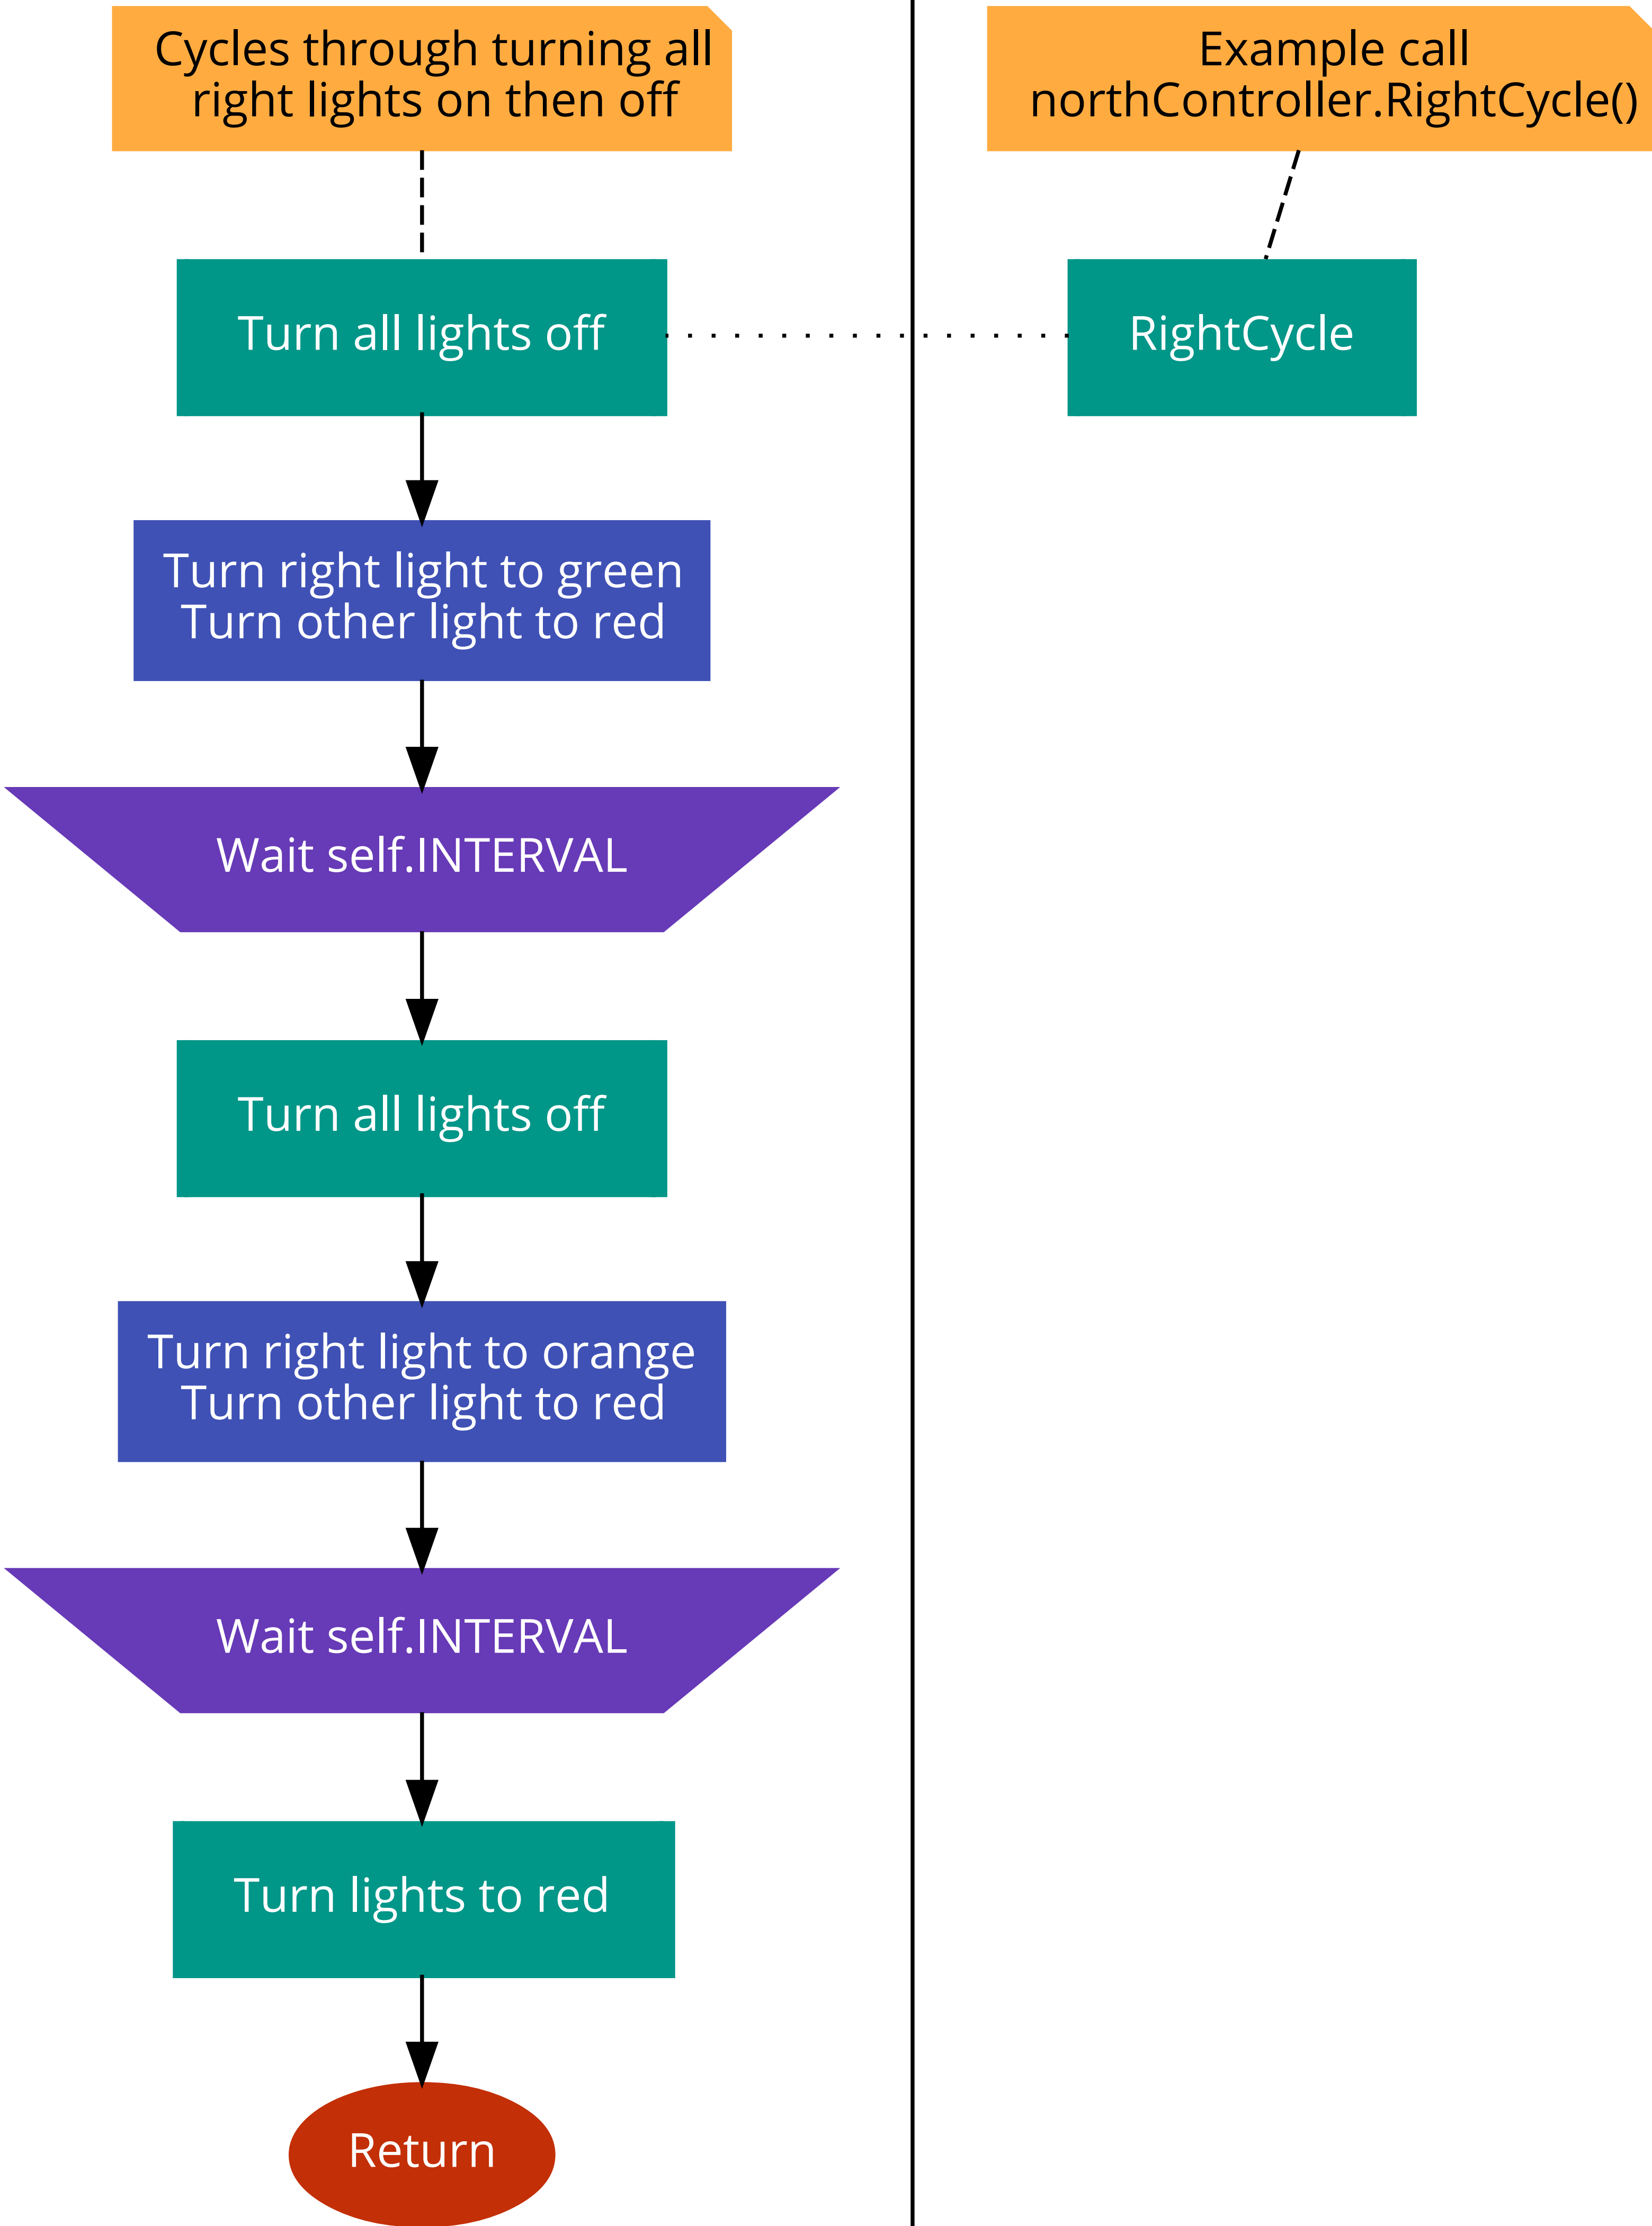 Cycles through turning all
right lights on then off
Example call
northController.RightCycle()
Turn all lights off
RightCycle
Turn right light to green
Turn other light to red
Wait self.INTERVAL
Turn all lights off
Turn right light to orange
Turn other light to red
Wait self.INTERVAL
Turn lights to red
Return